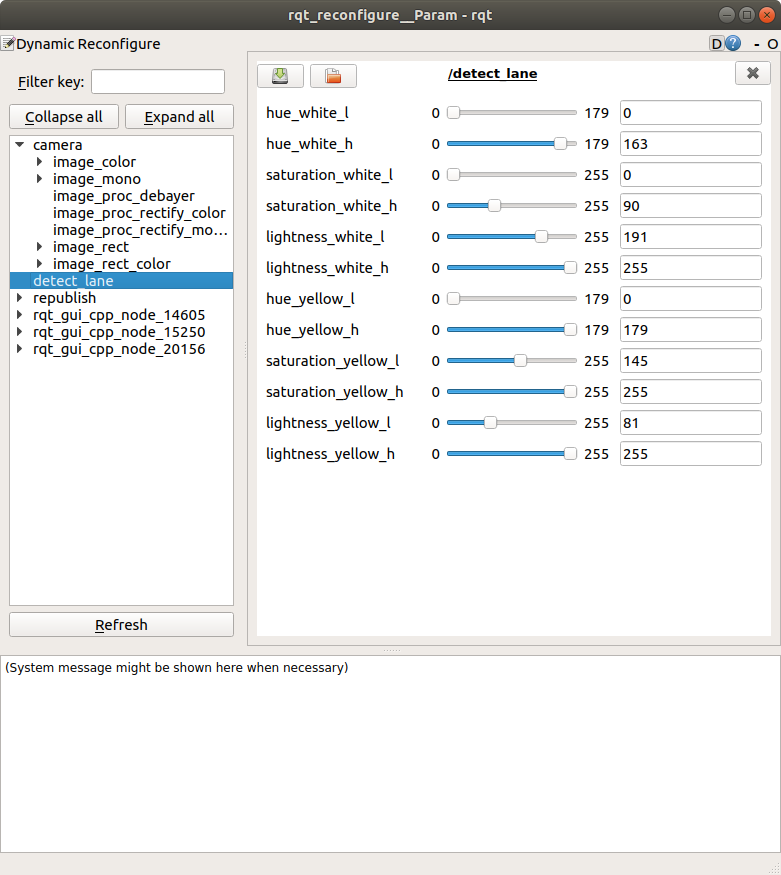 rqt_reconfigure__Param - rqt
Dynamic Reconfigure
D ? - O
Filter key:
Collapse all Expand all
camera
image_color
image_mono
image_proc_debayer
image_proc_rectify_color
image_proc_rectify_mo...
image_rect
image_rect_color
detect_lane
republish
rqt_gui_cpp_node_14605
rqt_gui_cpp_node_15250
rqt_gui_cpp_node_20156
Refresh
/detect_lane
hue_white_l 0 179 0
hue_white_h 0 179 163
saturation_white_l 0 255 0
saturation_white_h 0 255 90
lightness_white_l 0 255 191
lightness_white_h 0 255 255
hue_yellow_l 0 179 0
hue_yellow_h 0 179 179
saturation_yellow_l 0 255 145
saturation_yellow_h 0 255 255
lightness_yellow_l 0 255 81
lightness_yellow_h 0 255 255
(System message might be shown here when necessary)